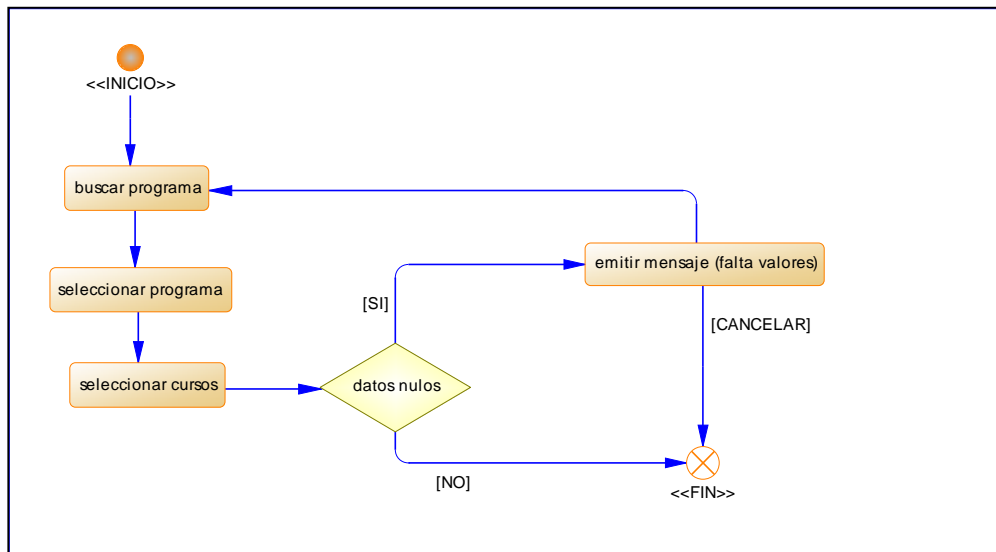 <<INICIO>>
buscar programa
emitir mensaje (falta valores)
seleccionar programa
[SI]
[CANCELAR]
seleccionar cursos
datos nulos
[NO]
<<FIN>>